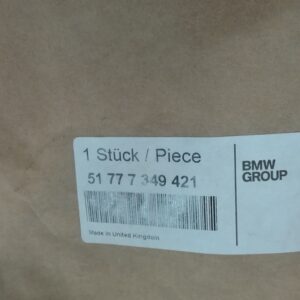 1 Stück / Piece
BMW
GROUP
51 77 7 349 421
Made in United Kingdom